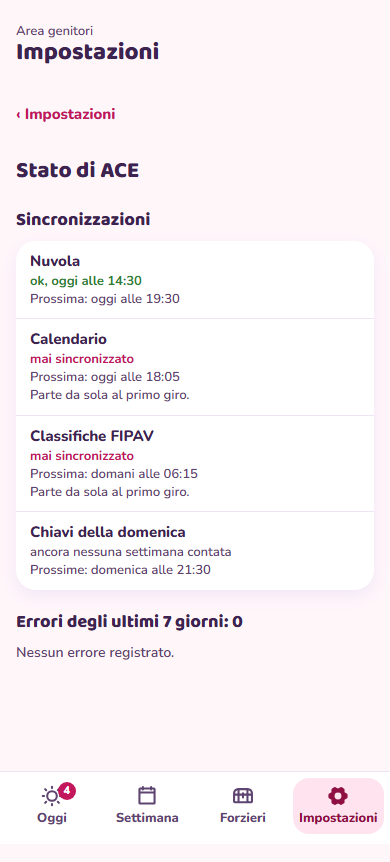 Area genitori
Impostazioni
‹ Impostazioni
Stato di ACE
Sincronizzazioni
Nuvola
ok, oggi alle 14:30
Prossima: oggi alle 19:30
Calendario
mai sincronizzato
Prossima: oggi alle 18:05
Parte da sola al primo giro.
Classifiche FIPAV
mai sincronizzato
Prossima: domani alle 06:15
Parte da sola al primo giro.
Chiavi della domenica
ancora nessuna settimana contata
Prossime: domenica alle 21:30
Errori degli ultimi 7 giorni: 0
Nessun errore registrato.
4
Oggi
Settimana
Forzieri
Impostazioni